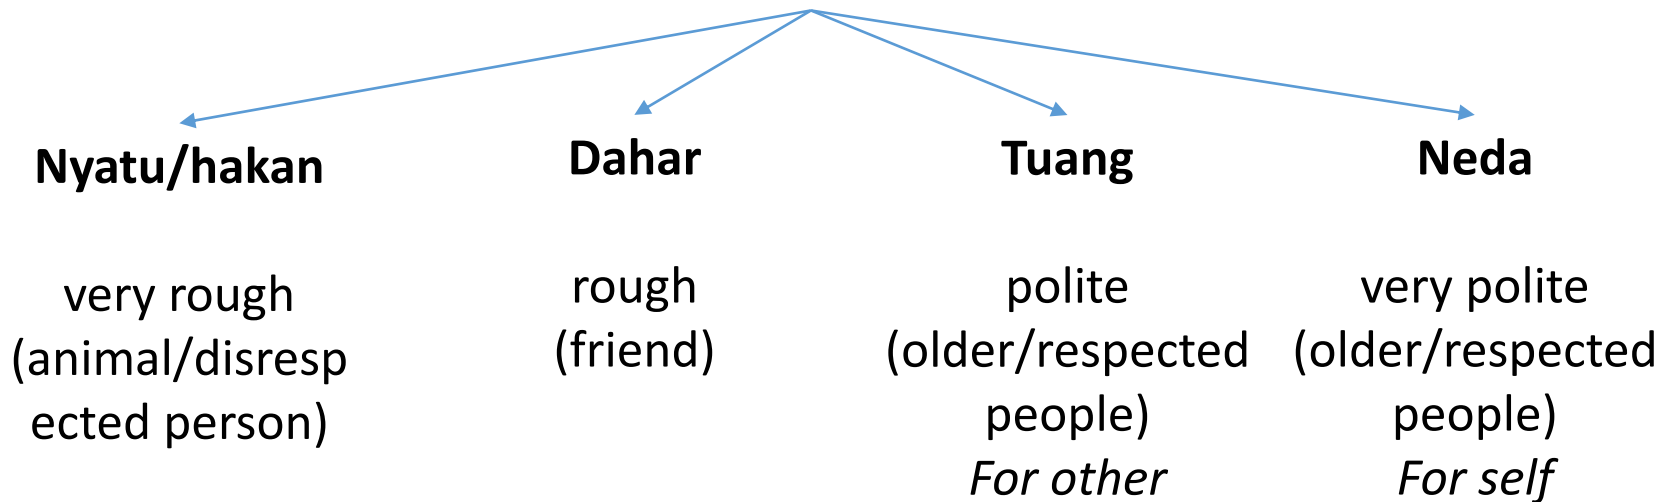 Nyatu/hakan
very rough
(animal/disresp
ected person)
Dahar
rough
(friend)
Tuang
polite
(older/respected
people)
For other
Neda
very polite
(older/respected
people)
For self